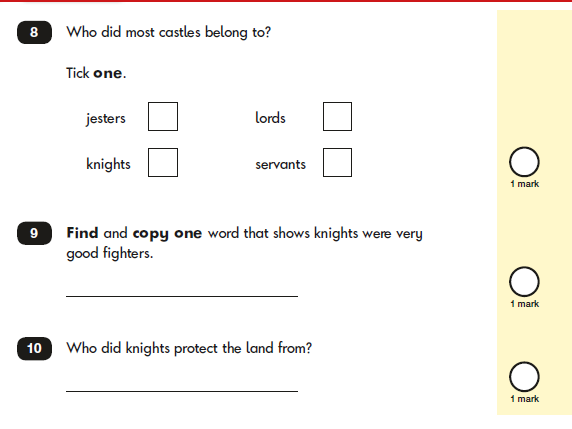 8 Who did most castles belong to?
Tick one.
jesters lords
knights servants
1 mark
9 Find and copy one word that shows knights were very
good fighters.
1 mark
10 Who did knights protect the land from?
1 mark